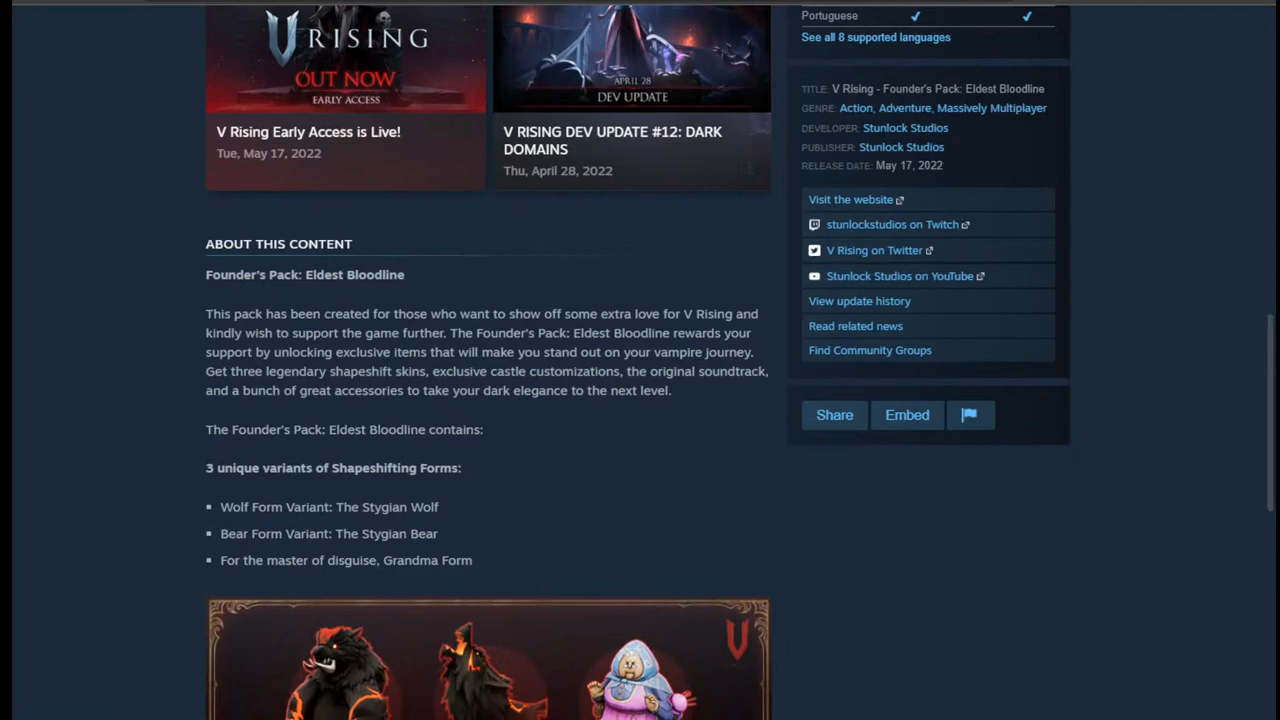 V RISING
OUT NOW
EARLY ACCESS
V Rising Early Access is Live!
Tue, May 17, 2022
APRIL 28
DEV UPDATE
V RISING DEV UPDATE #12: DARK
DOMAINS
Thu, April 28, 2022
ABOUT THIS CONTENT
Founder's Pack: Eldest Bloodline
This pack has been created for those who want to show off some extra love for V Rising and
kindly wish to support the game further. The Founder's Pack: Eldest Bloodline rewards your
support by unlocking exclusive items that will make you stand out on your vampire journey.
Get three legendary shapeshift skins, exclusive castle customizations, the original soundtrack,
and a bunch of great accessories to take your dark elegance to the next level.
The Founder's Pack: Eldest Bloodline contains:
3 unique variants of Shapeshifting Forms:
Wolf Form Variant: The Stygian Wolf
Bear Form Variant: The Stygian Bear
For the master of disguise, Grandma Form
Portuguese ✔ ✔
See all 8 supported languages
TITLE: V Rising - Founder's Pack: Eldest Bloodline
GENRE: Action, Adventure, Massively Multiplayer
DEVELOPER: Stunlock Studios
PUBLISHER: Stunlock Studios
RELEASE DATE: May 17, 2022
Visit the website
stunlockstudios on Twitch
V Rising on Twitter
Stunlock Studios on YouTube
View update history
Read related news
Find Community Groups
Share Embed